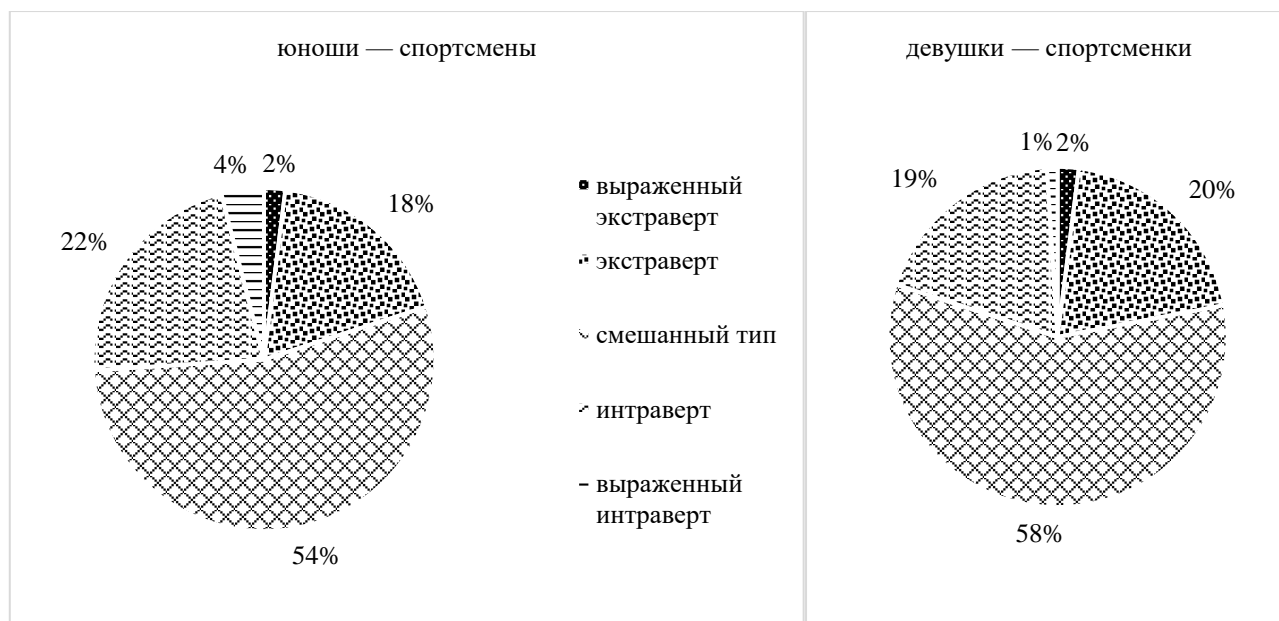 юноши — спортсмены
4% 2%
18%
22%
54%
выраженный
экстраверт
экстраверт
смешанный тип
интраверт
выраженный
интраверт
девушки — спортсменки
1% 2%
19%
20%
58%